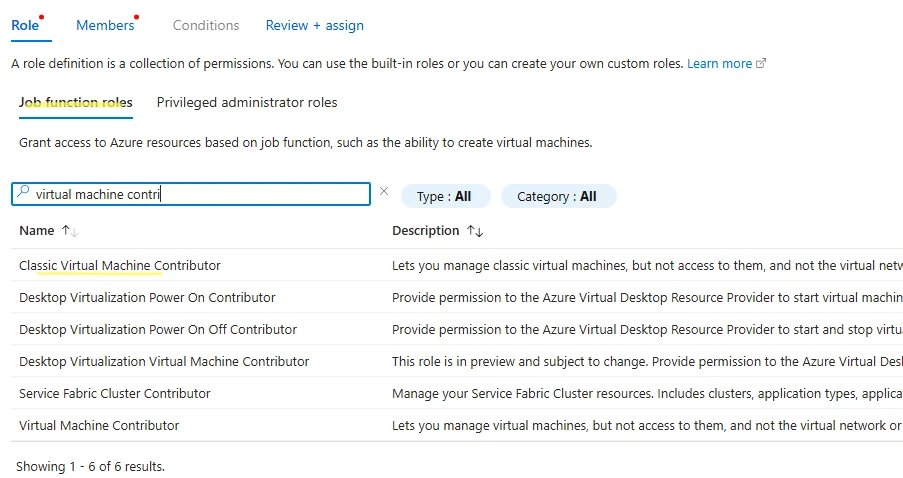 Role Members Conditions Review + assign
A role definition is a collection of permissions. You can use the built-in roles or you can create your own custom roles. Learn more
Job function roles Privileged administrator roles
Grant access to Azure resources based on job function, such as the ability to create virtual machines.
virtual machine contri Type : All Category : All
Name Description
Classic Virtual Machine Contributor Lets you manage classic virtual machines, but not access to them, and not the virtual netw
Desktop Virtualization Power On Contributor Provide permission to the Azure Virtual Desktop Resource Provider to start virtual machin
Desktop Virtualization Power On Off Contributor Provide permission to the Azure Virtual Desktop Resource Provider to start and stop virtu
Desktop Virtualization Virtual Machine Contributor This role is in preview and subject to change. Provide permission to the Azure Virtual Des
Service Fabric Cluster Contributor Manage your Service Fabric Cluster resources. Includes clusters, application types, applica
Virtual Machine Contributor Lets you manage virtual machines, but not access to them, and not the virtual network or
Showing 1 - 6 of 6 results.